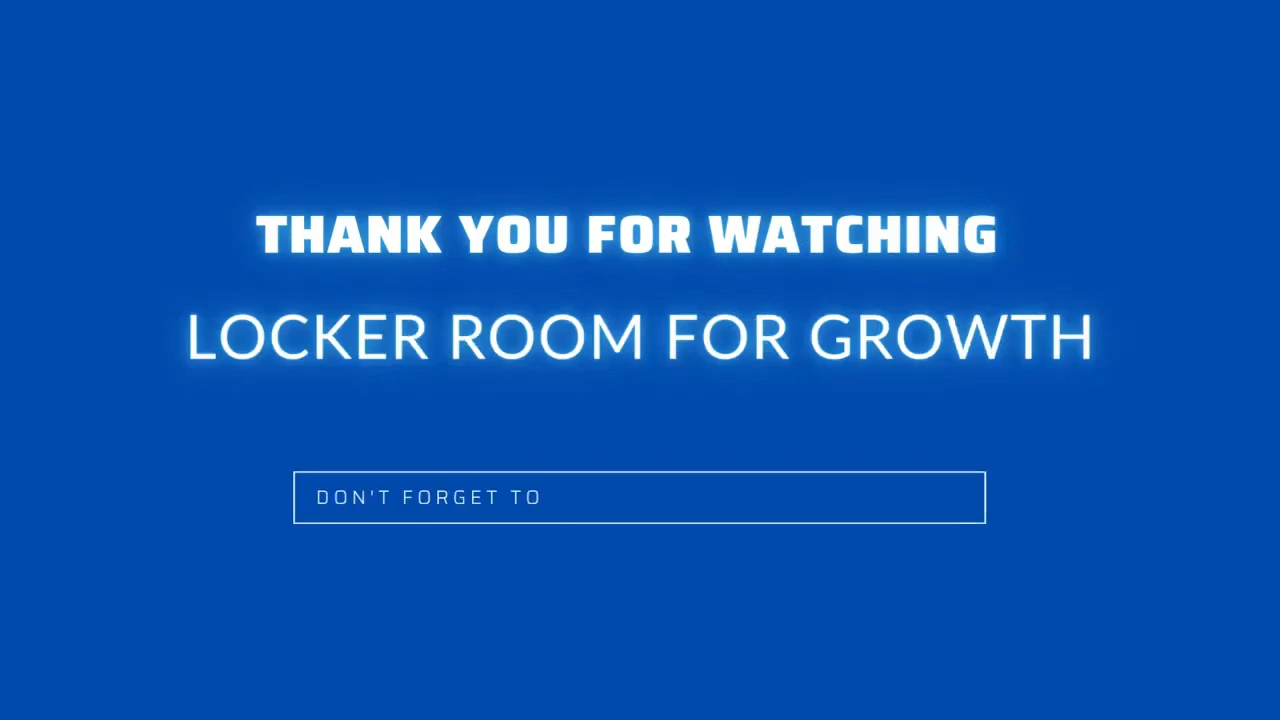 THANK YOU FOR WATCHING
LOCKER ROOM FOR GROWTH
DON'T FORGET TO